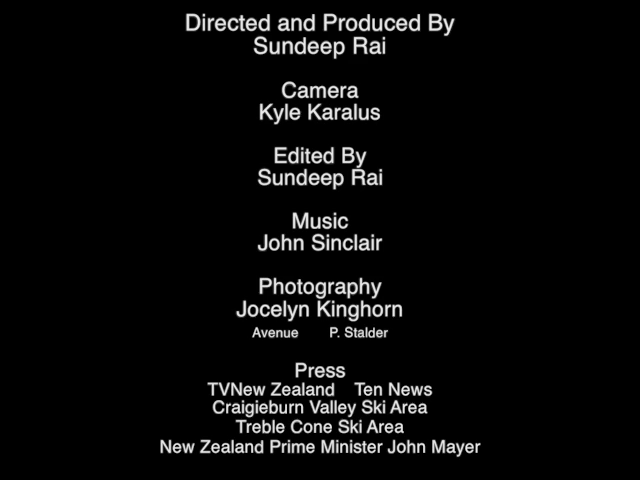 Directed and Produced By
Sundeep Rai
Camera
Kyle Karalus
Edited By
Sundeep Rai
Music
John Sinclair
Photography
Jocelyn Kinghorn
Avenue P. Stalder
Press
TVNew Zealand Ten News
Craigieburn Valley Ski Area
Treble Cone Ski Area
New Zealand Prime Minister John Mayer